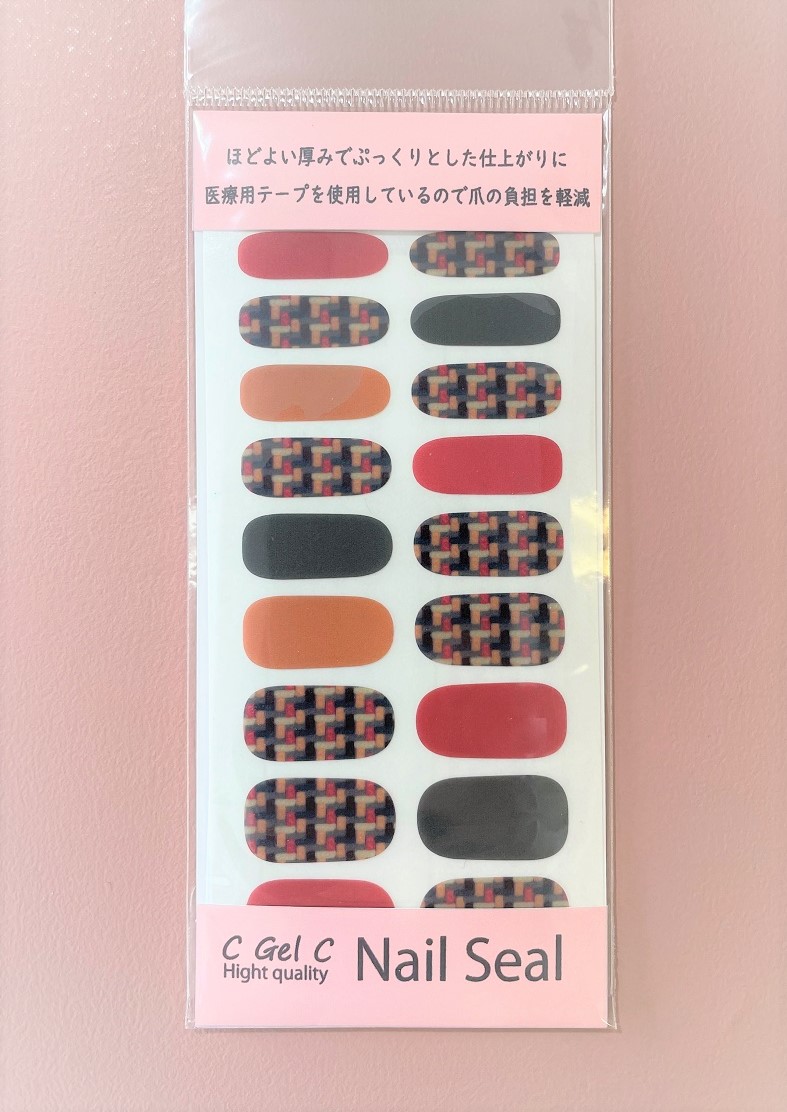 ほどよい厚みでぷっくりとした仕上がりに
医療用テープを使用しているので爪の負担を軽減
C Gel C
Hight quality
Nail Seal